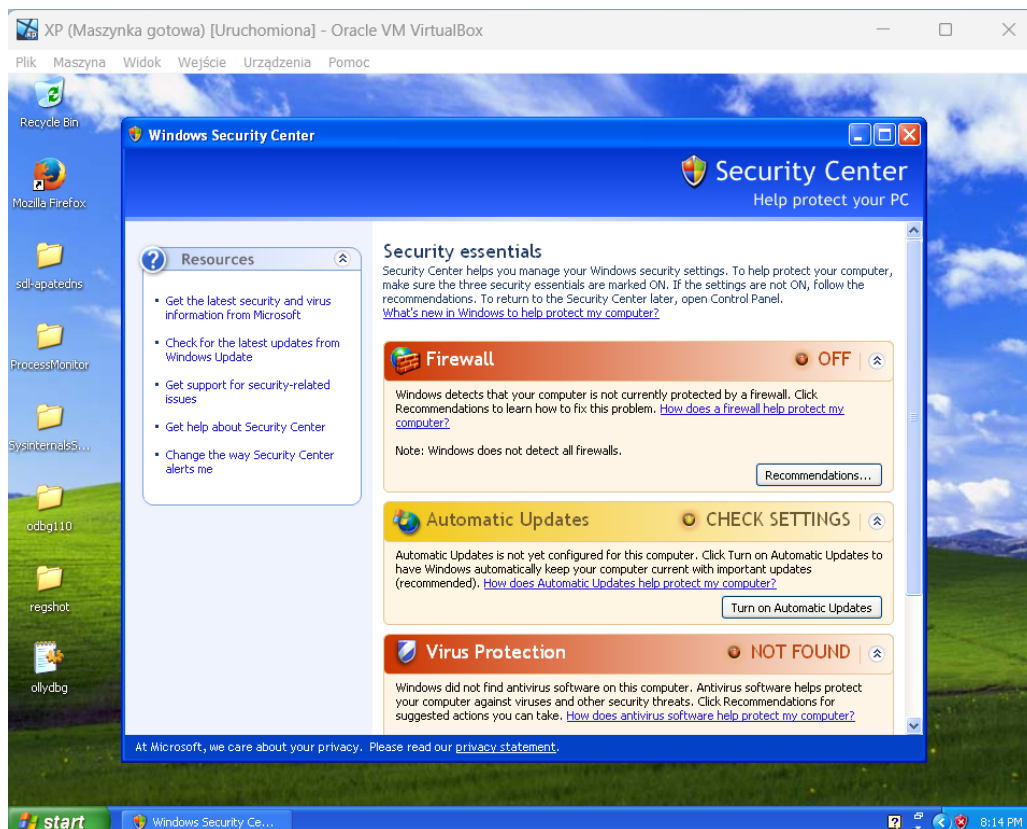 XP (Maszynka gotowa) [Uruchomiona] - Oracle VM VirtualBox
Plik Maszyna Widok Wejście Urządzenia Pomoc
Recycle Bin
Mozilla Firefox
sdl-apatedns
ProcessMonitor
SysinternalsS...
odbg110
regshot
ollydbg
Windows Security Center
Security Center
Help protect your PC
Resources
Get the latest security and virus
information from Microsoft
Check for the latest updates from
Windows Update
Get support for security-related
issues
Get help about Security Center
Change the way Security Center
alerts me
Security essentials
Security Center helps you manage your Windows security settings. To help protect your computer,
make sure the three security essentials are marked ON. If the settings are not ON, follow the
recommendations. To return to the Security Center later, open Control Panel.
What's new in Windows to help protect my computer?
Firewall OFF
Windows detects that your computer is not currently protected by a firewall. Click
Recommendations to learn how to fix this problem. How does a firewall help protect my
computer?
Note: Windows does not detect all firewalls.
Recommendations...
Automatic Updates CHECK SETTINGS
Automatic Updates is not yet configured for this computer. Click Turn on Automatic Updates to
have Windows automatically keep your computer current with important updates
(recommended). How does Automatic Updates help protect my computer?
Turn on Automatic Updates
Virus Protection NOT FOUND
Windows did not find antivirus software on this computer. Antivirus software helps protect
your computer against viruses and other security threats. Click Recommendations for
suggested actions you can take. How does antivirus software help protect my computer?
At Microsoft, we care about your privacy. Please read our privacy statement.
start
Windows Security Ce...
8:14 PM